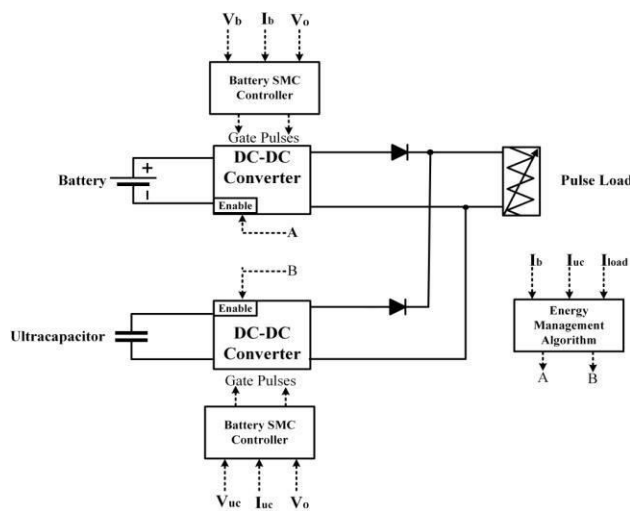 Vb Ib Vo
Battery SMC
Controller
Gate Pulses
DC-DC
Converter
Battery
+
−
Enable
A
Pulse Load
B
Enable
DC-DC
Converter
Ultracapacitor
Gate Pulses
Battery SMC
Controller
Vuc Iuc Vo
Ib Iuc Iload
Energy
Management
Algorithm
A B